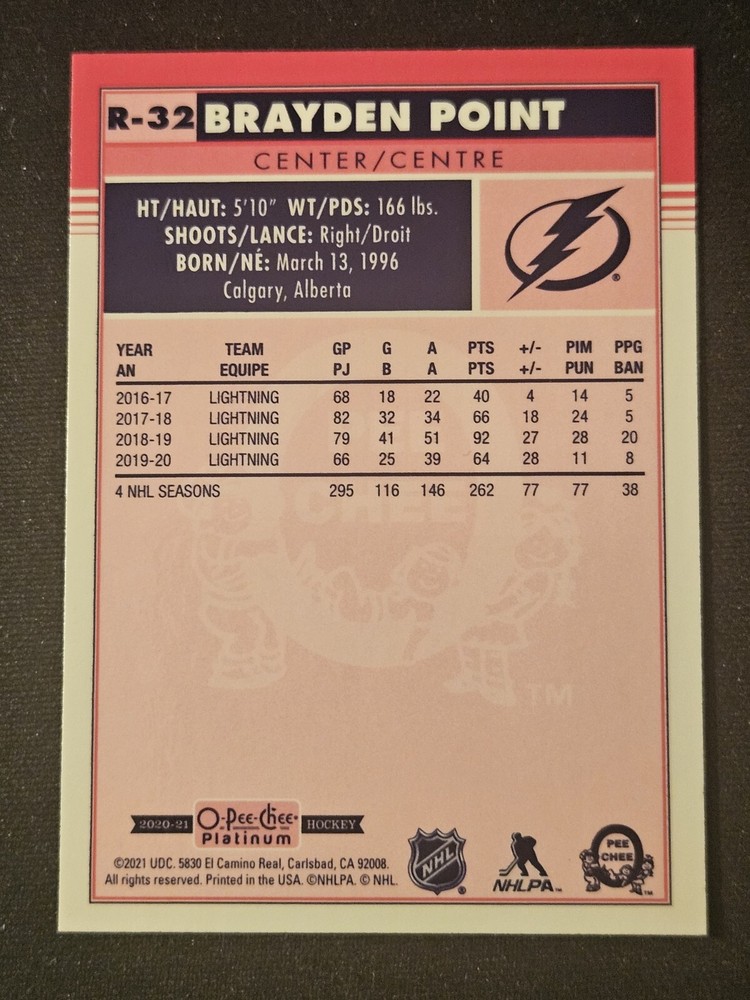 R-32 BRAYDEN POINT
CENTER/CENTRE
HT/HAUT: 5'10" WT/PDS: 166 lbs.
SHOOTS/LANCE: Right/Droit
BORN/NÉ: March 13, 1996
Calgary, Alberta
®
YEAR TEAM GP G A PTS +/- PIM PPG
AN EQUIPE PJ B A PTS +/- PUN BAN
2016-17 LIGHTNING 68 18 22 40 4 14 5
2017-18 LIGHTNING 82 32 34 66 18 24 5
2018-19 LIGHTNING 79 41 51 92 27 28 20
2019-20 LIGHTNING 66 25 39 64 28 11 8
4 NHL SEASONS 295 116 146 262 77 77 38
CHEE
TM
2020-21 O-Pee-Chee® HOCKEY
Platinum
©2021 UDC. 5830 El Camino Real, Carlsbad, CA 92008.
All rights reserved. Printed in the USA. ©NHLPA. © NHL.
NHL ®
NHLPA™
PEE
CHEE
™